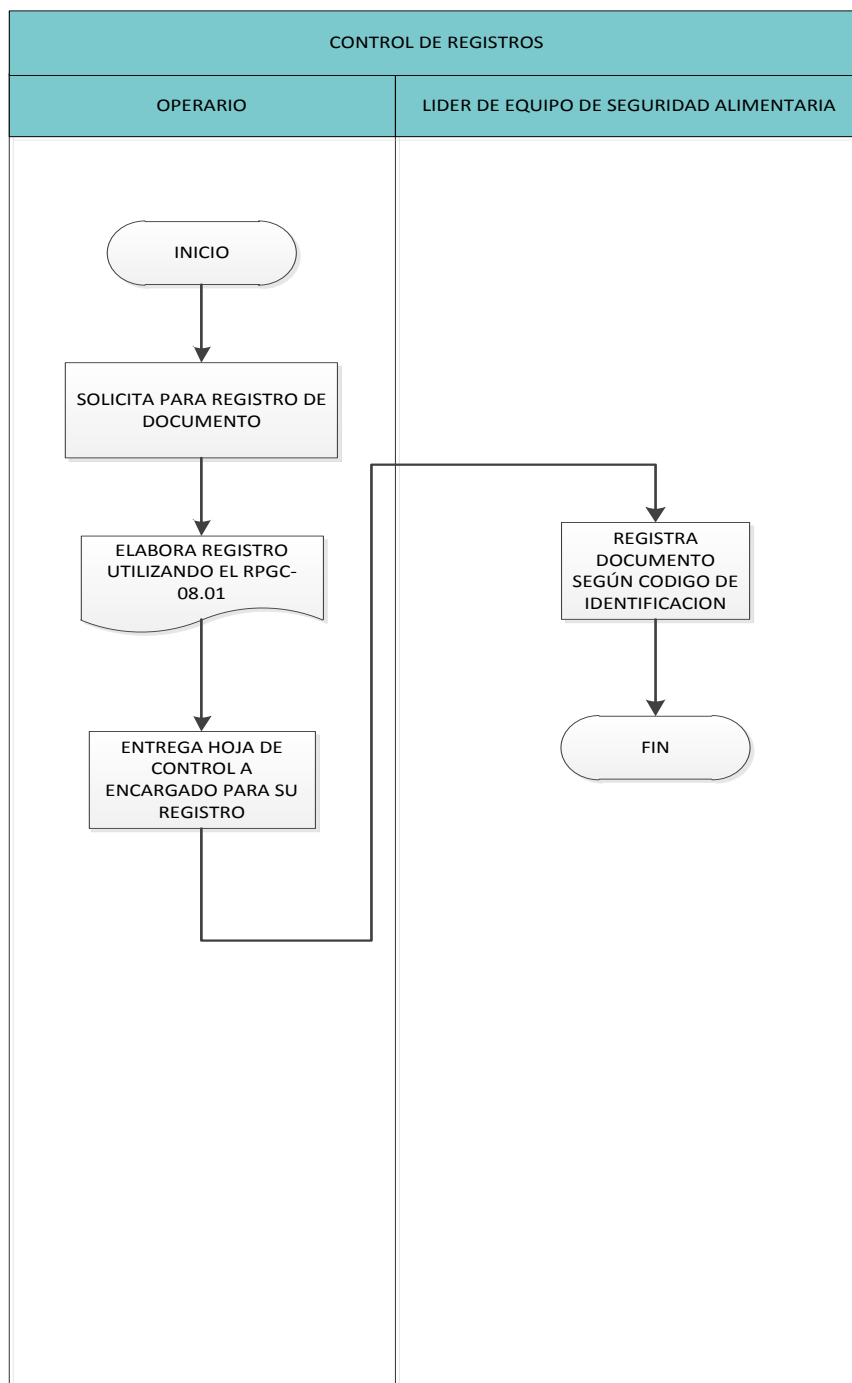 CONTROL DE REGISTROS
OPERARIO
LIDER DE EQUIPO DE SEGURIDAD ALIMENTARIA
INICIO
SOLICITA PARA REGISTRO DE
DOCUMENTO
ELABORA REGISTRO
UTILIZANDO EL RPGC-
08.01
ENTREGA HOJA DE
CONTROL A
ENCARGADO PARA SU
REGISTRO
REGISTRA
DOCUMENTO
SEGÚN CODIGO DE
IDENTIFICACION
FIN